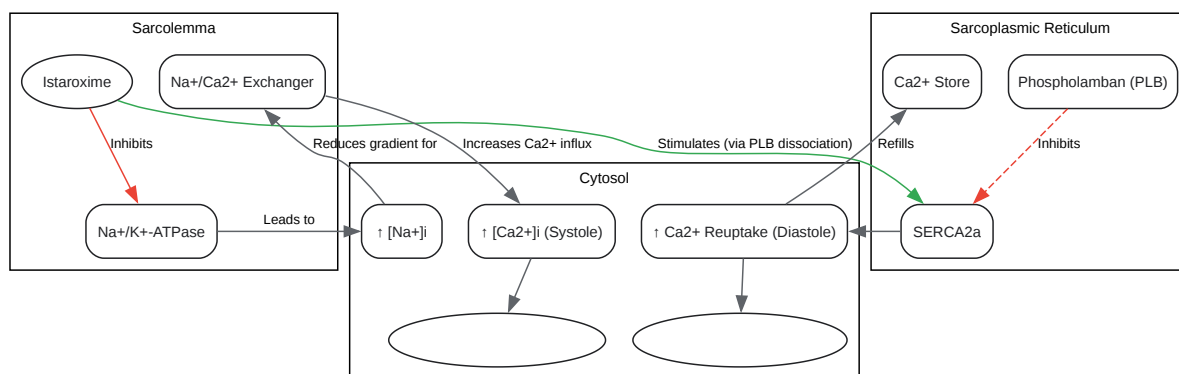 Sarcolemma
Sarcoplasmic Reticulum
Istaroxime
Na+/Ca2+ Exchanger
Ca2+ Store
Phospholamban (PLB)
Inhibits
Reduces gradient for
Increases Ca2+ influx
Stimulates (via PLB dissociation)
Refills
Inhibits
Cytosol
Na+/K+-ATPase
Leads to
↑ [Na+]i
↑ [Ca2+]i (Systole)
↑ Ca2+ Reuptake (Diastole)
SERCA2a